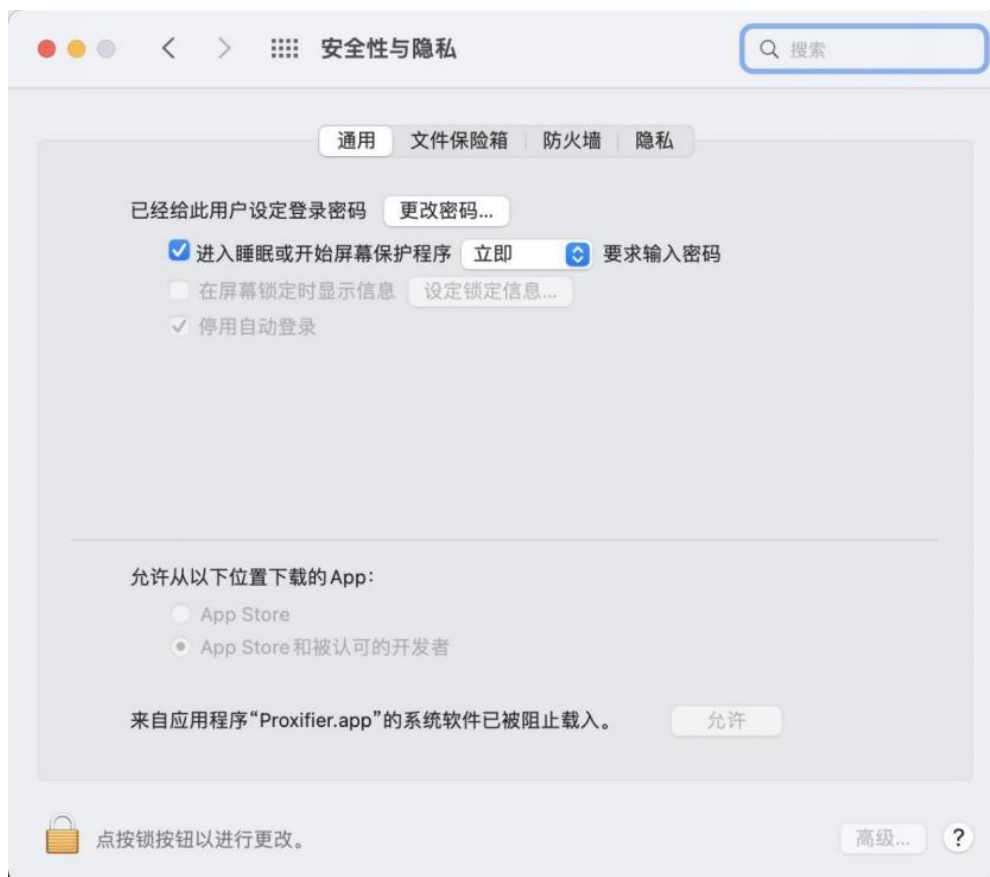 安全性与隐私
搜索
通用 文件保险箱 防火墙 隐私
已经给此用户设定登录密码 更改密码...
进入睡眠或开始屏幕保护程序 立即 要求输入密码
在屏幕锁定时显示信息 设定锁定信息...
停用自动登录
允许从以下位置下载的App：
App Store
App Store和被认可的开发者
来自应用程序“Proxifier.app”的系统软件已被阻止载入。 允许
点按锁按钮以进行更改。
高级... ?